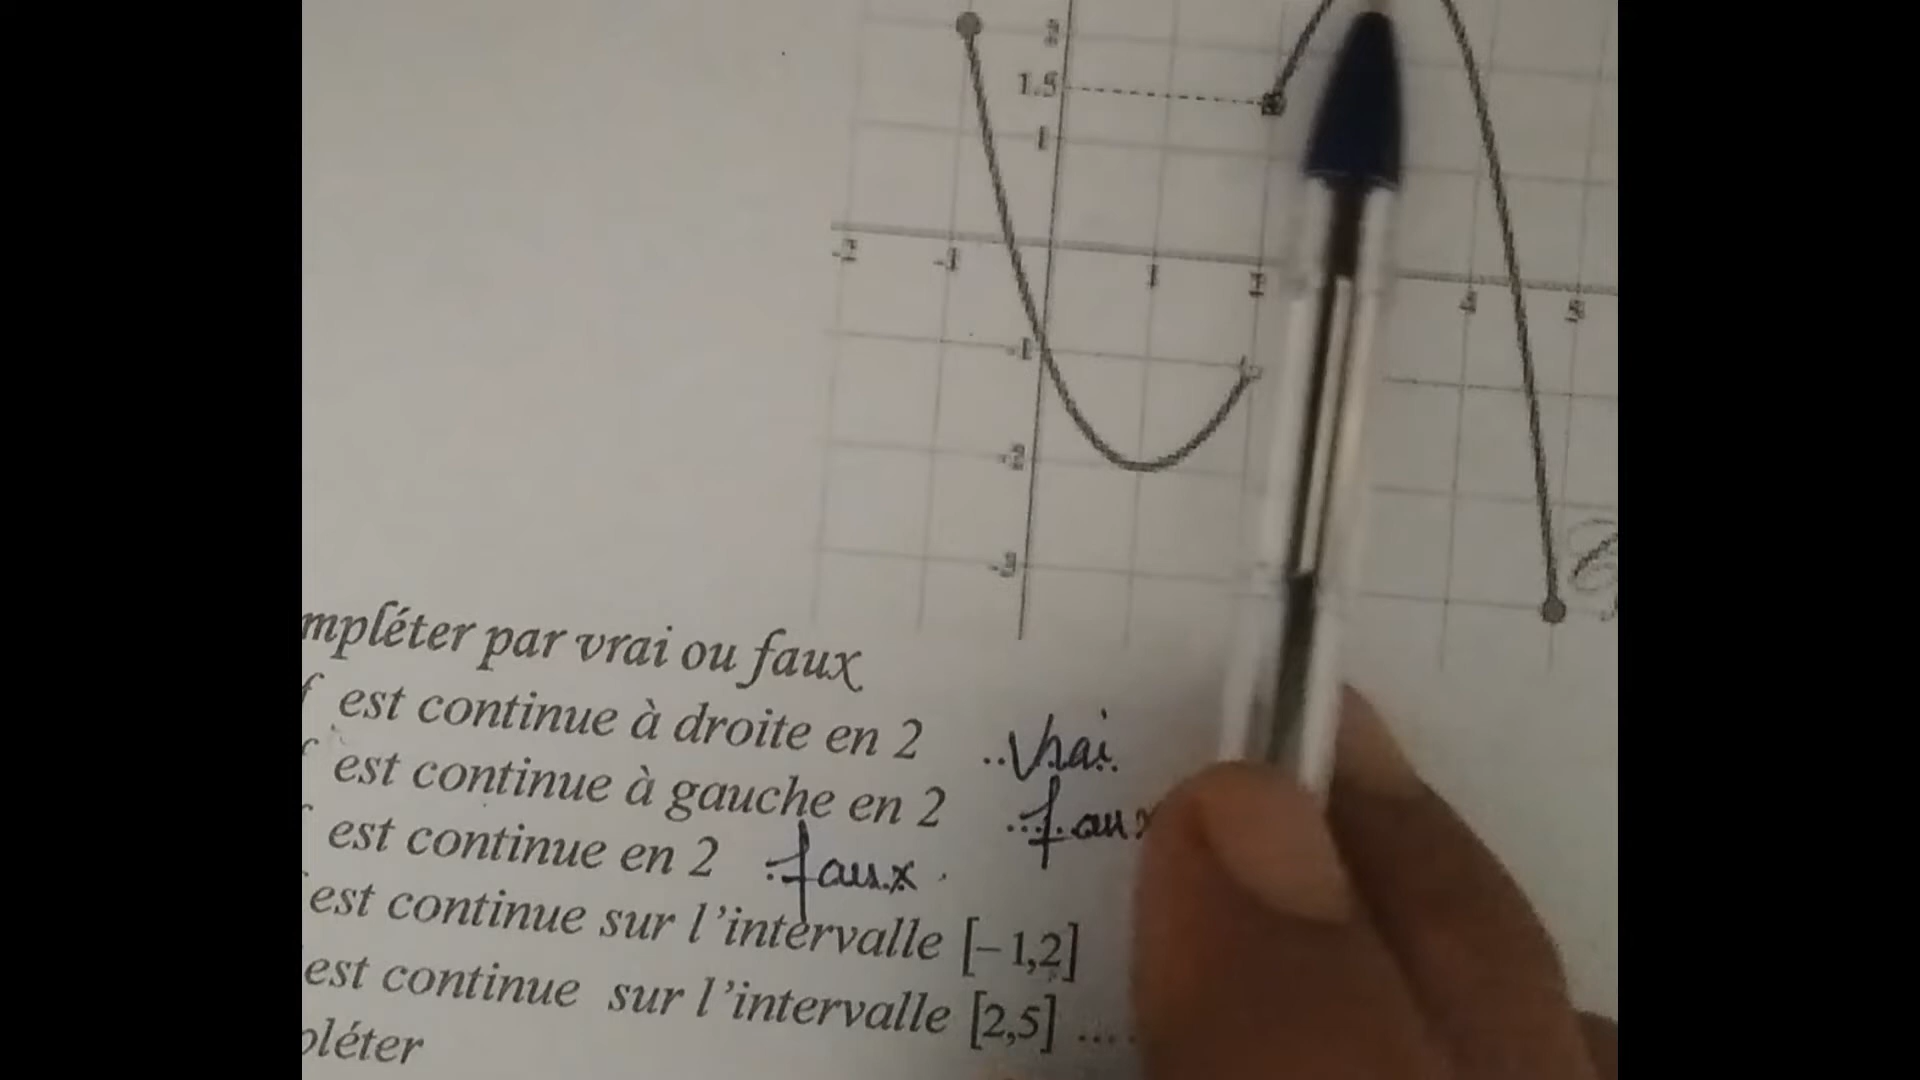 2
1.5
1
-2 -1 1 2 4 5
-1
-2
-3
mpléter par vrai ou faux
f est continue à droite en 2 ..Vrai.
f est continue à gauche en 2 ....faux
f est continue en 2 .faux.
est continue sur l'intervalle [-1,2]
est continue sur l'intervalle [2,5] ....
pléter